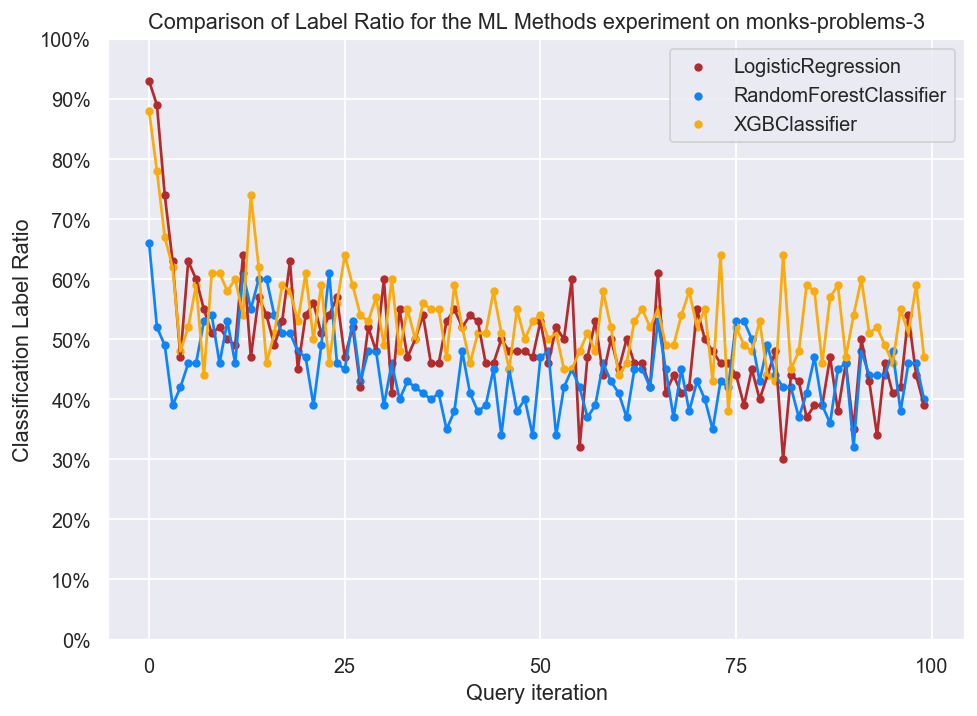 Comparison of Label Ratio for the ML Methods experiment on monks-problems-3
100%
90%
80%
70%
60%
50%
40%
30%
20%
10%
0%
Classification Label Ratio
LogisticRegression
RandomForestClassifier
XGBClassifier
0
25
50
75
100
Query iteration